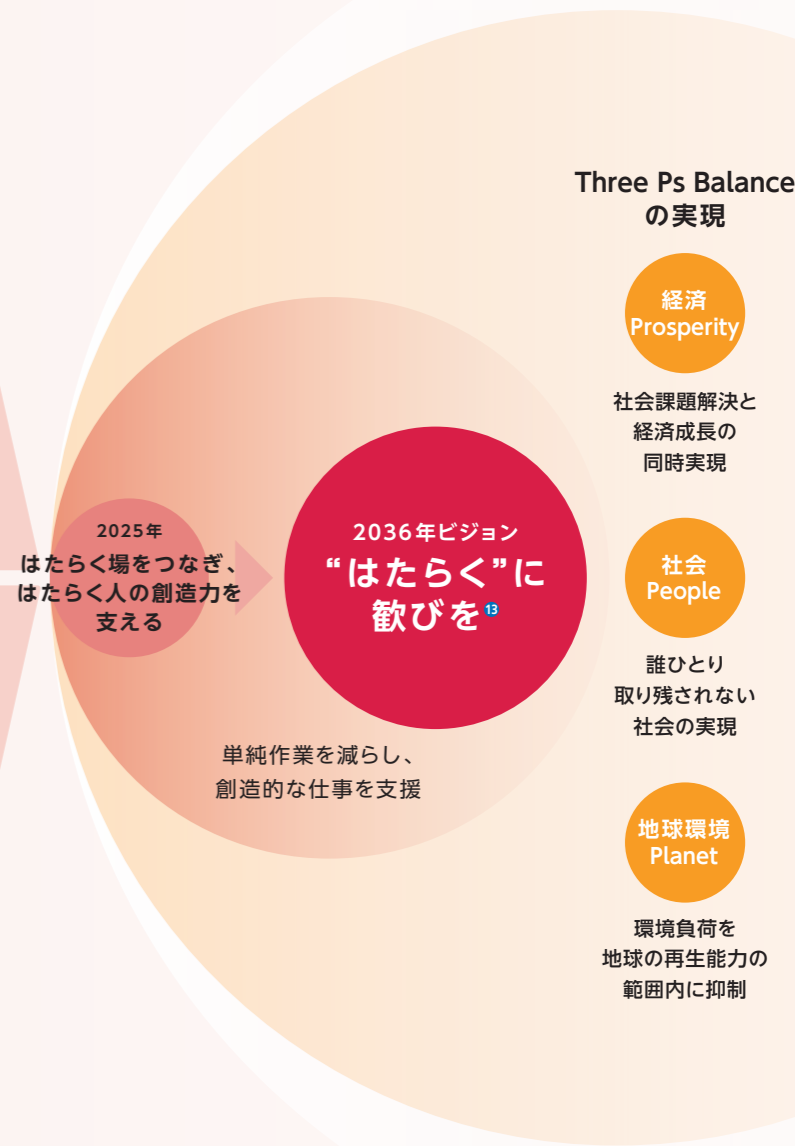 Three Ps Balance
の実現
経済
Prosperity
社会課題解決と
経済成長の
同時実現
2025年
はたらく場をつなぎ、
はたらく人の創造力を
支える
2036年ビジョン
“はたらく”に
歓びを13
単純作業を減らし、
創造的な仕事を支援
社会
People
誰ひとり
取り残されない
社会の実現
地球環境
Planet
環境負荷を
地球の再生能力の
範囲内に抑制